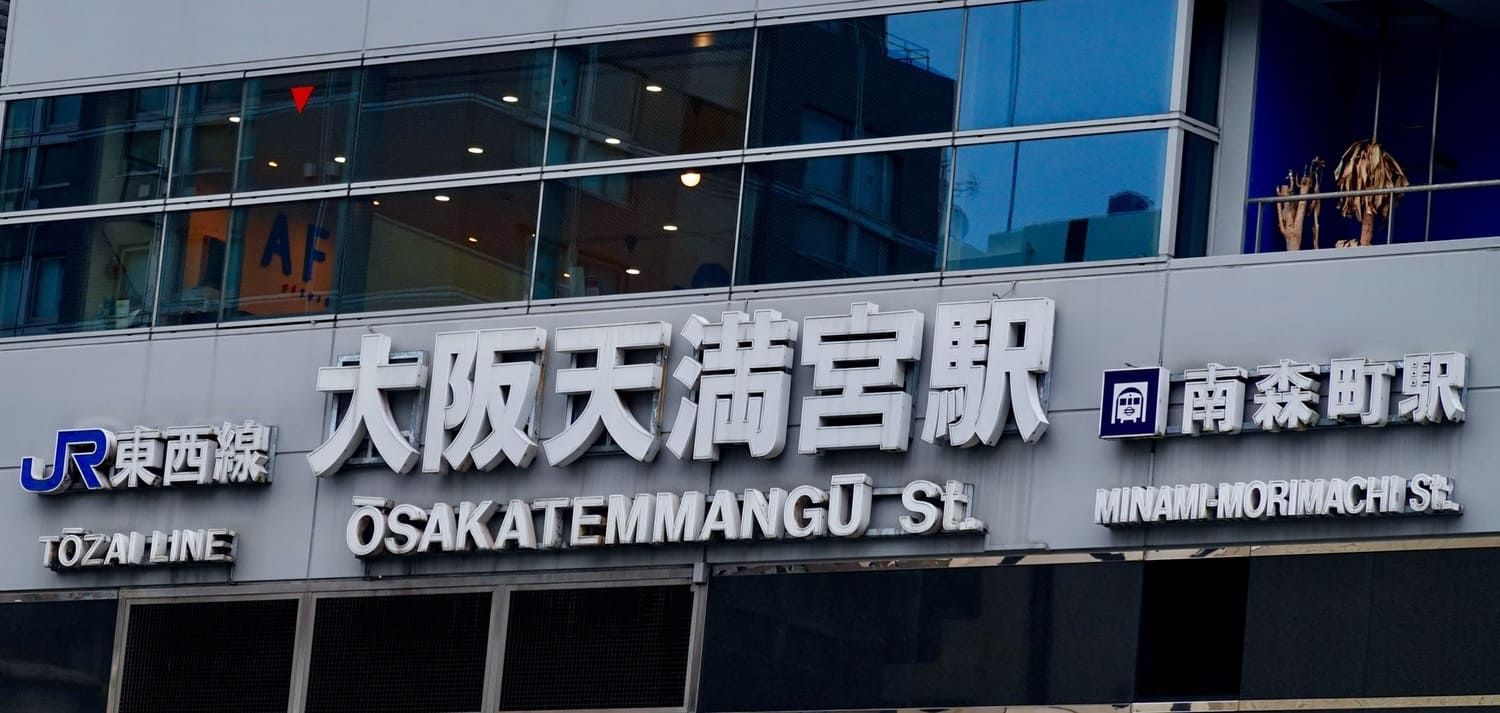 AF
大阪天満宮駅
ŌSAKATEMMANGŪ St.
JR東西線
TŌZAI LINE
南森町駅
MINAMI-MORIMACHI St.